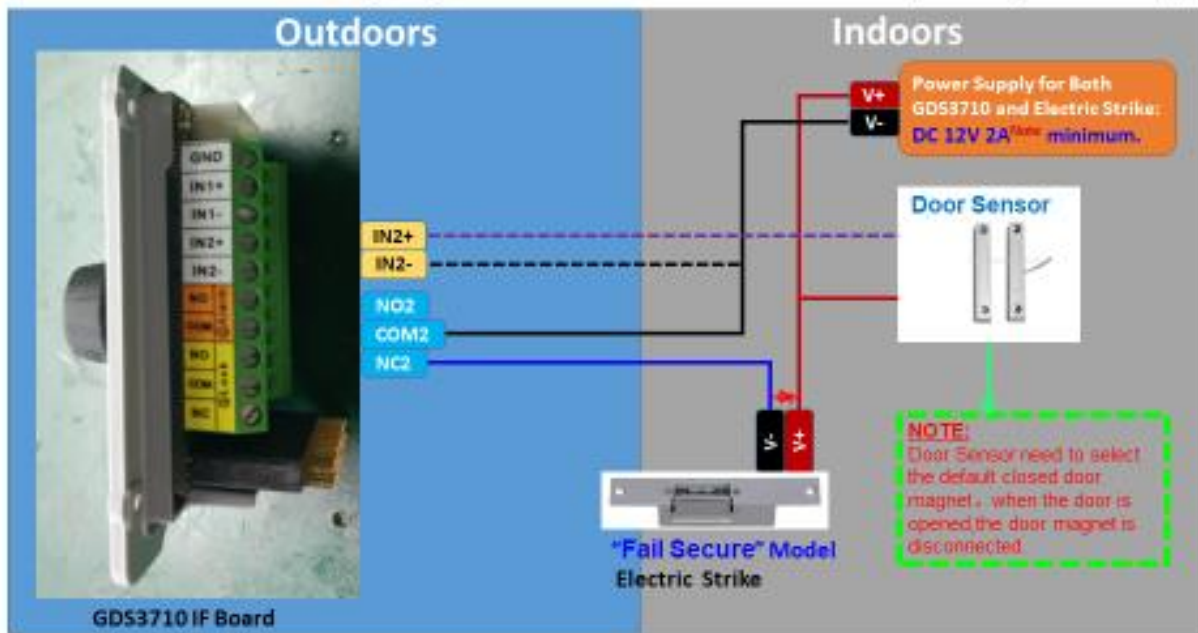 Outdoors
Indoors
V+
V-
Power Supply for Both
GDS3710 and Electric Strike:
DC 12V 2A Note minimum.
GND
IN1+
IN1-
IN2+
IN2-
NO
COM
NO
COM
NC
IN2+
IN2-
NO2
COM2
NC2
Door Sensor
V-
V+
NOTE:
Door Sensor need to select
the default closed door
magnet。when the door is
opened,the door magnet is
disconnected
"Fail Secure" Model
Electric Strike
GDS3710 IF Board